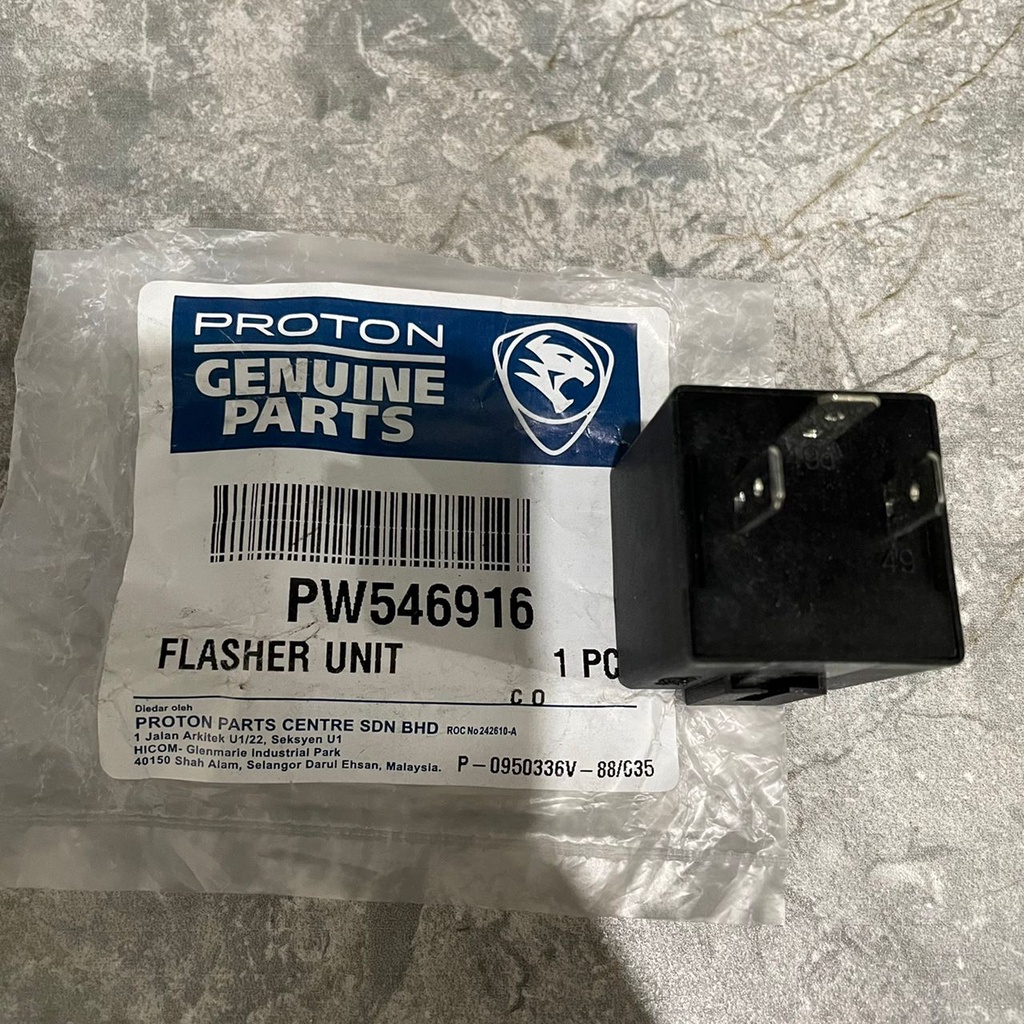 PROTON
GENUINE
PARTS
PW546916
FLASHER UNIT
1 PC
C O
Diedar oleh
PROTON PARTS CENTRE SDN BHD ROC No 242610-A
1 Jalan Arkitek U1/22, Seksyen U1
HICOM- Glenmarie Industrial Park
40150 Shah Alam, Selangor Darul Ehsan, Malaysia.
P-0950336V-88/035
49a
49